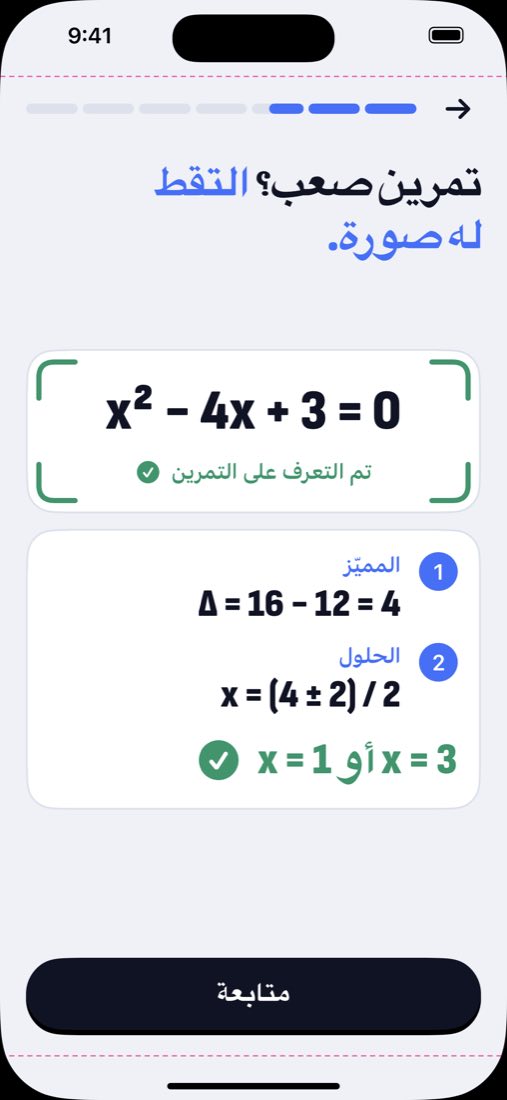 9:41
تمرين صعب؟ التقط
له صورة.
x² − 4x + 3 = 0
تم التعرف على التمرين
1 المميّز
Δ = 16 − 12 = 4
2 الحلول
x = (4 ± 2) / 2
x = 3 أو x = 1
متابعة